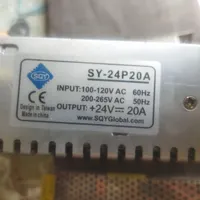 SQY
SY-24P20A
INPUT:100-120V AC 60Hz
200-265V AC 50Hz
OUTPUT: +24V⎓ 20A
CE
Design in Taiwan
Made in China
www.SQYGlobal.com